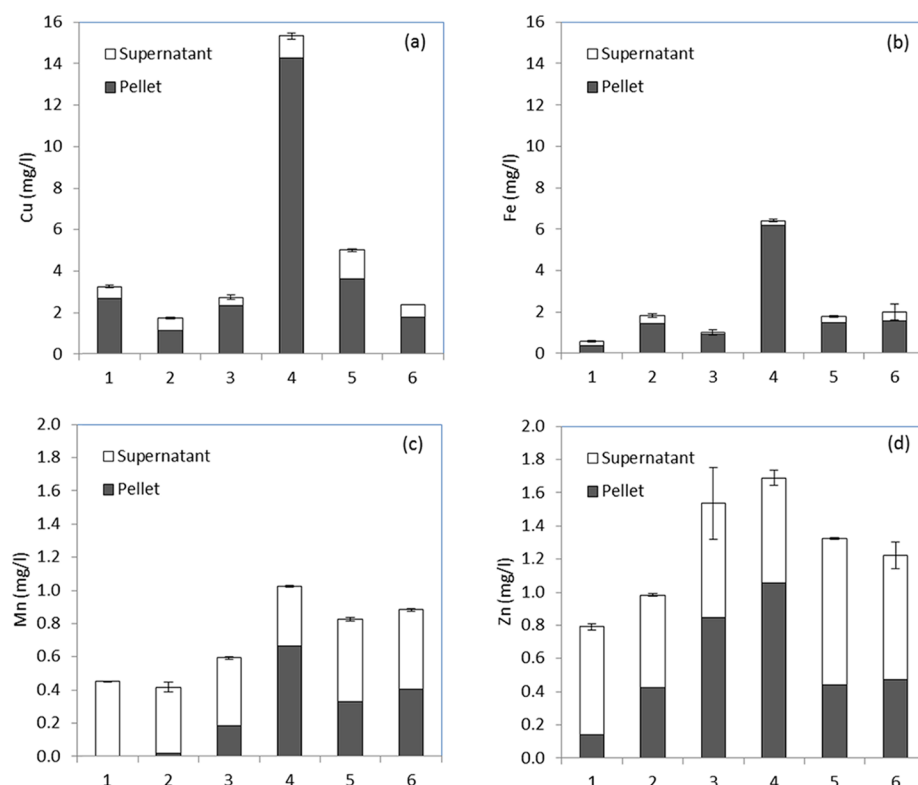 16
14
12
10
8
6
4
2
0
Cu (mg/l)
(a)
Supernatant
Pellet
1 2 3 4 5 6
16
14
16
10
8
6
4
2
0
Fe (mg/l)
(b)
Supernatant
Pellet
1 2 3 4 5 6
2.0
1.8
1.6
1.4
1.2
1.0
0.8
0.6
0.4
0.2
0.0
Mn (mg/l)
(c)
Supernatant
Pellet
1 2 3 4 5 6
2.0
1.8
1.6
1.4
1.2
1.0
0.8
0.6
0.4
0.2
0.0
Zn (mg/l)
(d)
Supernatant
Pellet
1 2 3 4 5 6